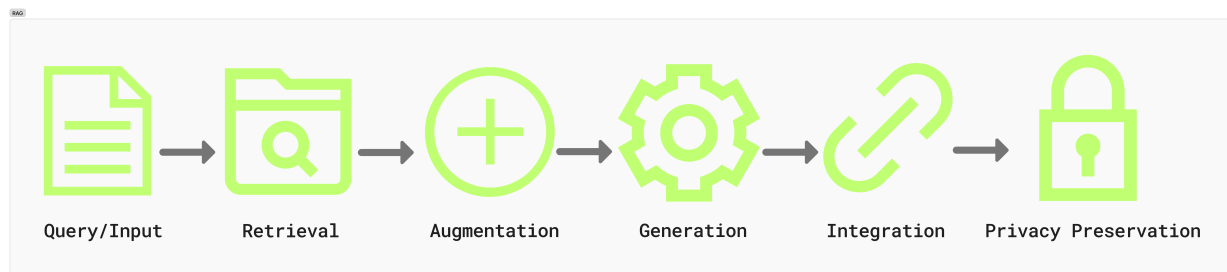 RAG
Query/Input
Retrieval
Augmentation
Generation
Integration
Privacy Preservation